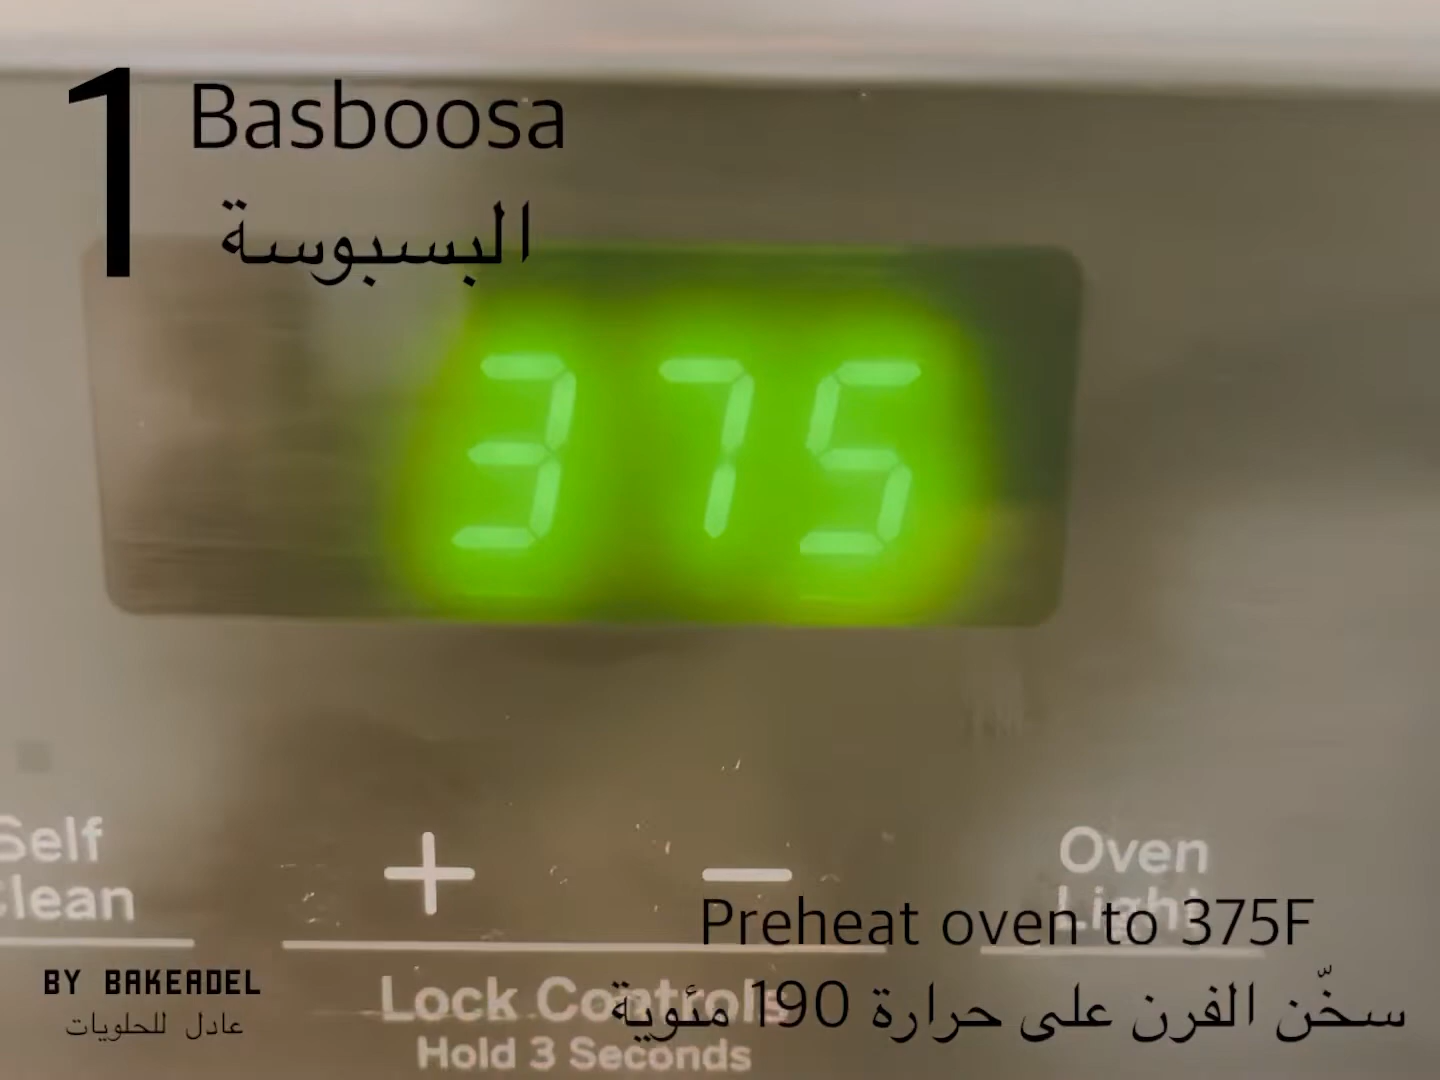 1
Basboosa
البسبوسة
375
Self
Clean
+ −
Oven
Light
Preheat oven to 375F
سخّن الفرن على حرارة 190 مئوية
Lock Controls
Hold 3 Seconds
BY BAKEADEL
عادل للحلويات